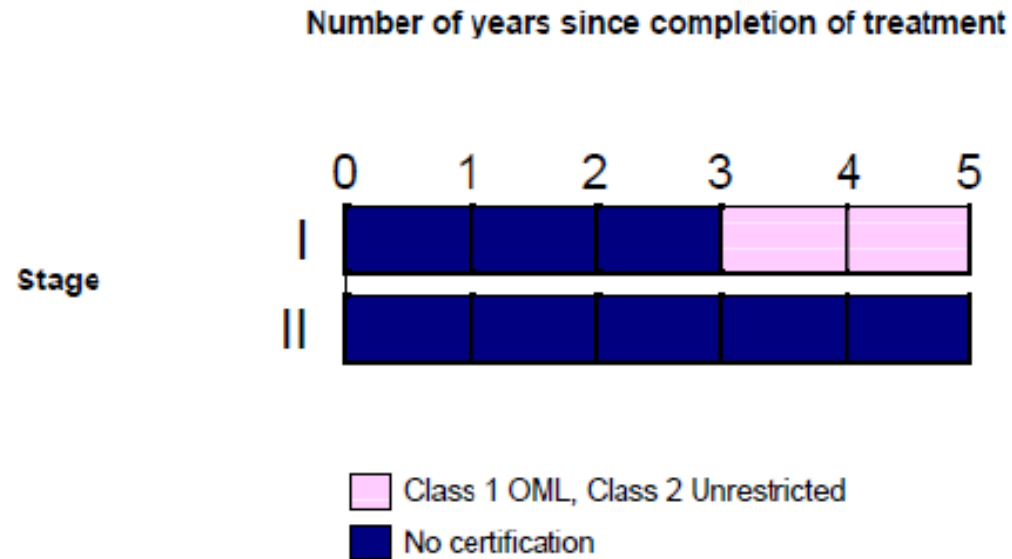 Number of years since completion of treatment
0 1 2 3 4 5
I
Stage
II
Class 1 OML, Class 2 Unrestricted
No certification